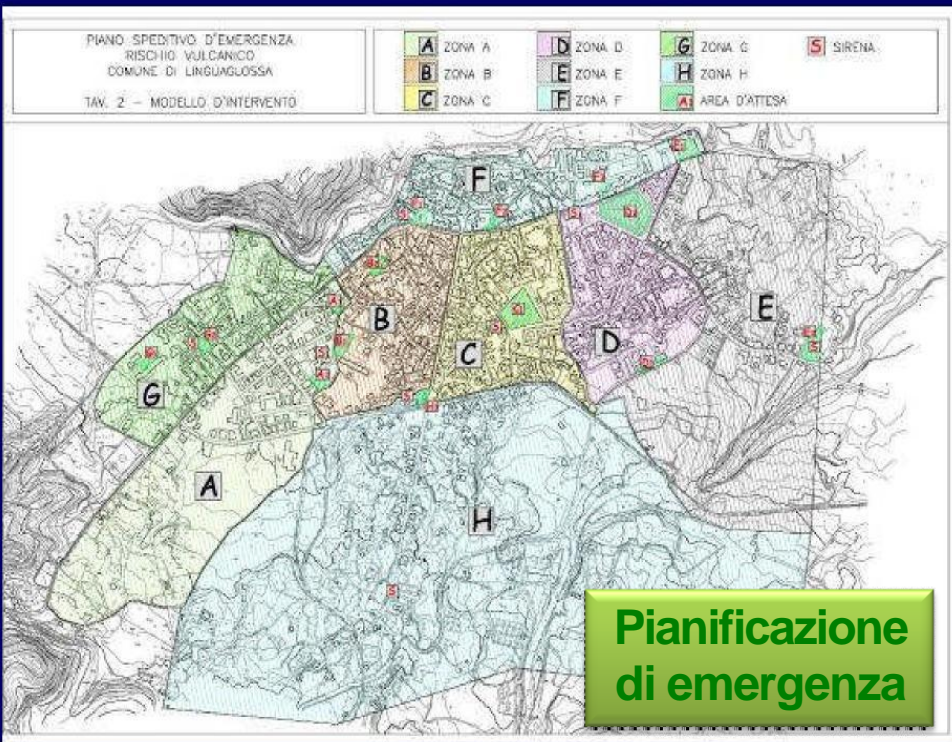 PIANO SPEDITIVO D'EMERGENZA
RISCHIO VULCANICO
COMUNE DI LINGUAGLOSSA
TAV. 2 - MODELLO D'INTERVENTO
A ZONA A
B ZONA B
C ZONA C
D ZONA D
E ZONA E
F ZONA F
G ZONA G
H ZONA H
AREA D'ATTESA
S SIRENA
F
E
B
C
D
G
A
H
S
Pianificazione
di emergenza